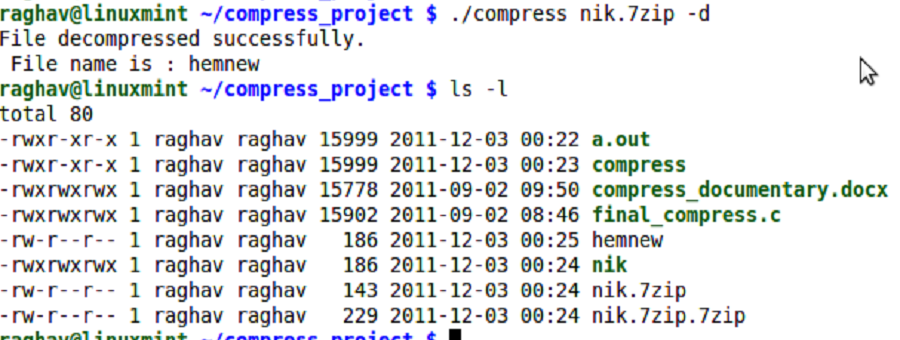 raghav@linuxmint ~/compress_project $ ./compress nik.7zip -d
File decompressed successfully.
 File name is : hemnew
raghav@linuxmint ~/compress_project $ ls -l
total 80
-rwxr-xr-x 1 raghav raghav 15999 2011-12-03 00:22 a.out
-rwxr-xr-x 1 raghav raghav 15999 2011-12-03 00:23 compress
-rwxrwxrwx 1 raghav raghav 15778 2011-09-02 09:50 compress_documentary.docx
-rwxrwxrwx 1 raghav raghav 15902 2011-09-02 08:46 final_compress.c
-rw-r--r-- 1 raghav raghav   186 2011-12-03 00:25 hemnew
-rwxrwxrwx 1 raghav raghav   186 2011-12-03 00:24 nik
-rw-r--r-- 1 raghav raghav   143 2011-12-03 00:24 nik.7zip
-rw-r--r-- 1 raghav raghav   229 2011-12-03 00:24 nik.7zip.7zip
raghav@linuxmint ~/compress_project $